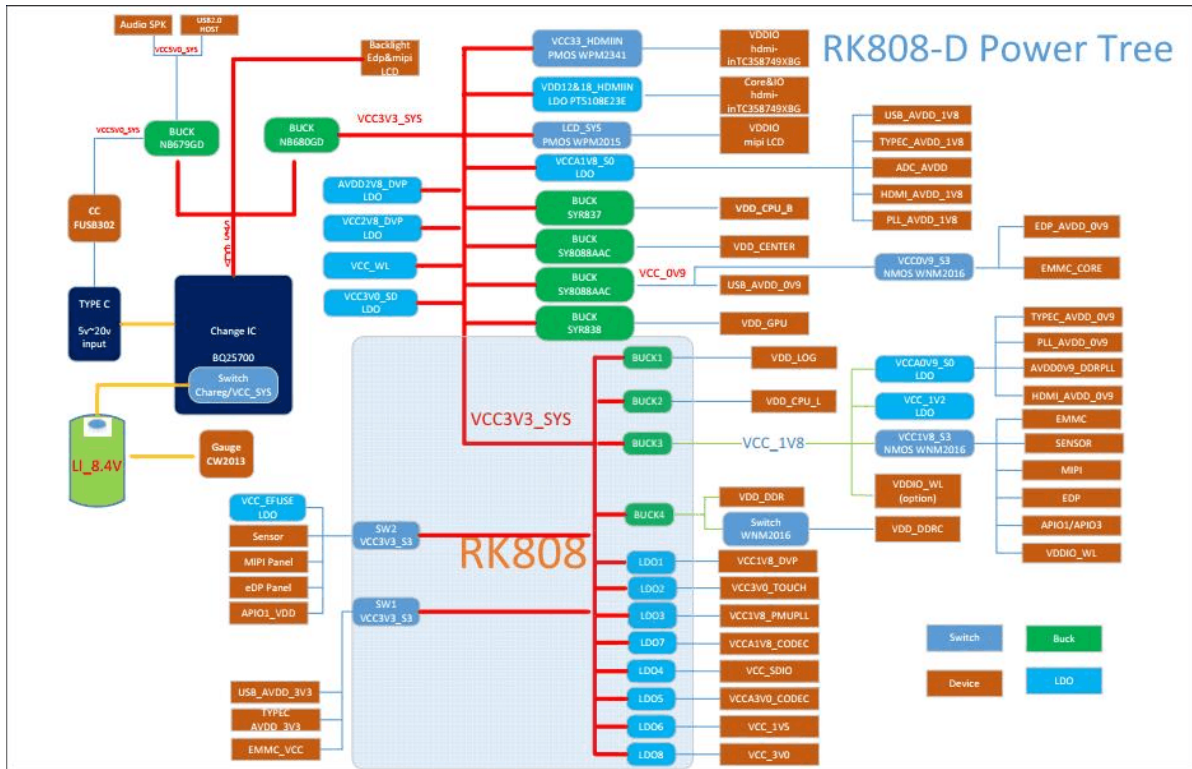 RK808-D Power Tree
Audio SPK
USB2.0
HOST
VCC5V0_SYS
VCC5V0_SYS
BUCK
NB679GD
BUCK
NB680GD
Backlight
Edp&mipi
LCD
VCC3V3_SYS
CC
FUSB302
TYPE C
5v~20v
input
Change IC
BQ25700
Switch
Chareg/VCC_SYS
LI_8.4V
Gauge
CW2013
AVDD2V8_DVP
LDO
VCC2V8_DVP
LDO
VCC_WL
VCC3V0_SD
LDO
VCC33_HDMIIN
PMOS WPM2341
VDDIO
hdmi-
inTC358749XBG
VDD12&18_HDMIIN
LDO PT5108E23E
Core&IO
hdmi-
inTC358749XBG
LCD_SYS
PMOS WPM2015
VDDIO
mipi LCD
VCCA1V8_S0
LDO
USB_AVDD_1V8
TYPEC_AVDD_1V8
ADC_AVDD
HDMI_AVDD_1V8
PLL_AVDD_1V8
BUCK
SYR837
VDD_CPU_B
BUCK
SY8088AAC
VDD_CENTER
BUCK
SY8088AAC
VCC_0V9
USB_AVDD_0V9
VCC0V9_S3
NMOS WNM2016
EDP_AVDD_0V9
EMMC_CORE
BUCK
SYR838
VDD_GPU
VCC3V3_SYS
RK808
BUCK1
VDD_LOG
BUCK2
VDD_CPU_L
BUCK3
VCC_1V8
VCCA0V9_S0
LDO
TYPEC_AVDD_0V9
PLL_AVDD_0V9
AVDD0V9_DDRPLL
HDMI_AVDD_0V9
VCC_1V2
LDO
VCC1V8_S3
NMOS WNM2016
EMMC
SENSOR
MIPI
EDP
APIO1/APIO3
VDDIO_WL
VDDIO_WL
(option)
BUCK4
VDD_DDR
Switch
WNM2016
VDD_DDRC
SW2
VCC3V3_S3
VCC_EFUSE
LDO
Sensor
MIPI Panel
eDP Panel
APIO1_VDD
SW1
VCC3V3_S3
USB_AVDD_3V3
TYPEC
AVDD_3V3
EMMC_VCC
LDO1
VCC1V8_DVP
LDO2
VCC3V0_TOUCH
LDO3
VCC1V8_PMUPLL
LDO7
VCCA1V8_CODEC
LDO4
VCC_SDIO
LDO5
VCCA3V0_CODEC
LDO6
VCC_1V5
LDO8
VCC_3V0
Switch
Buck
Device
LDO